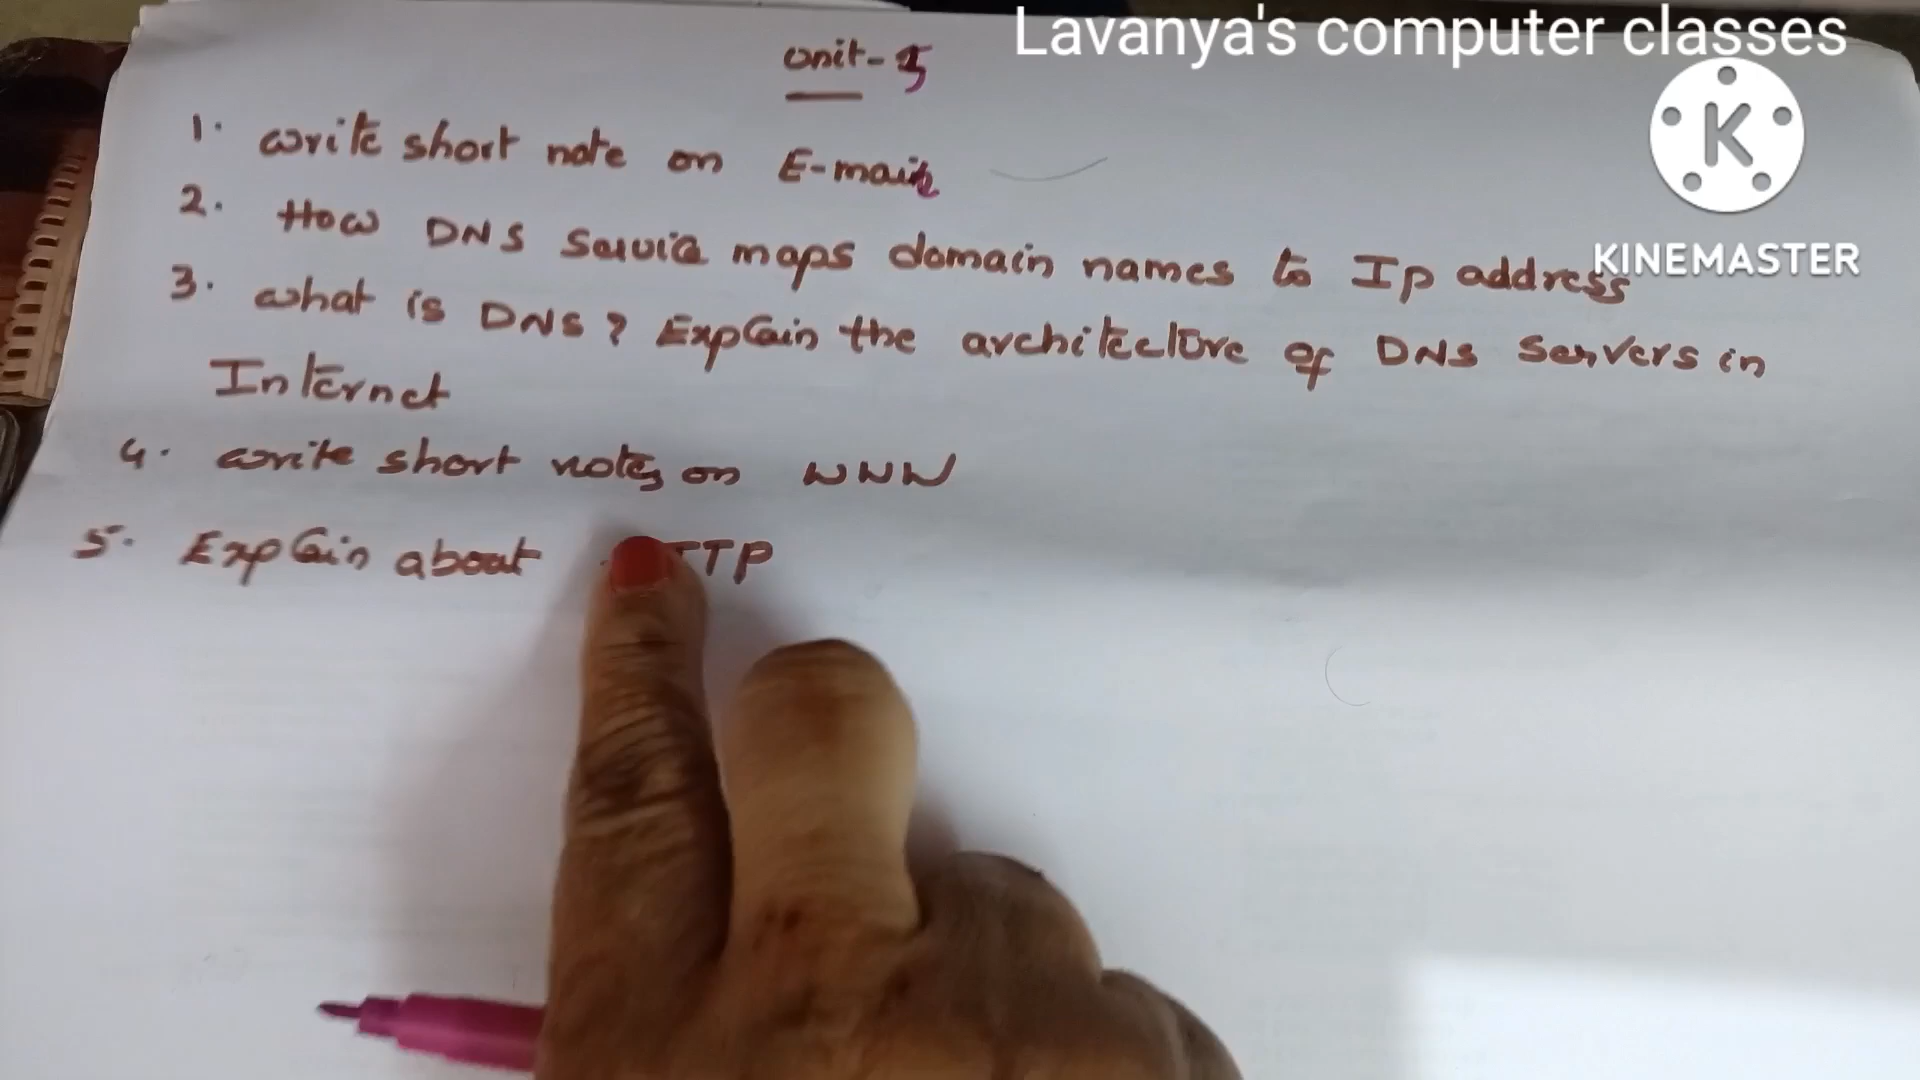 Lavanya's computer classes
unit-5
1. write short note on E-mail
K
2. How DNS service maps domain names to Ip address
KINEMASTER
3. what is DNS? Explain the architecture of DNS Servers in
Internet
4. write short notes on WWW
5. Explain about TTP